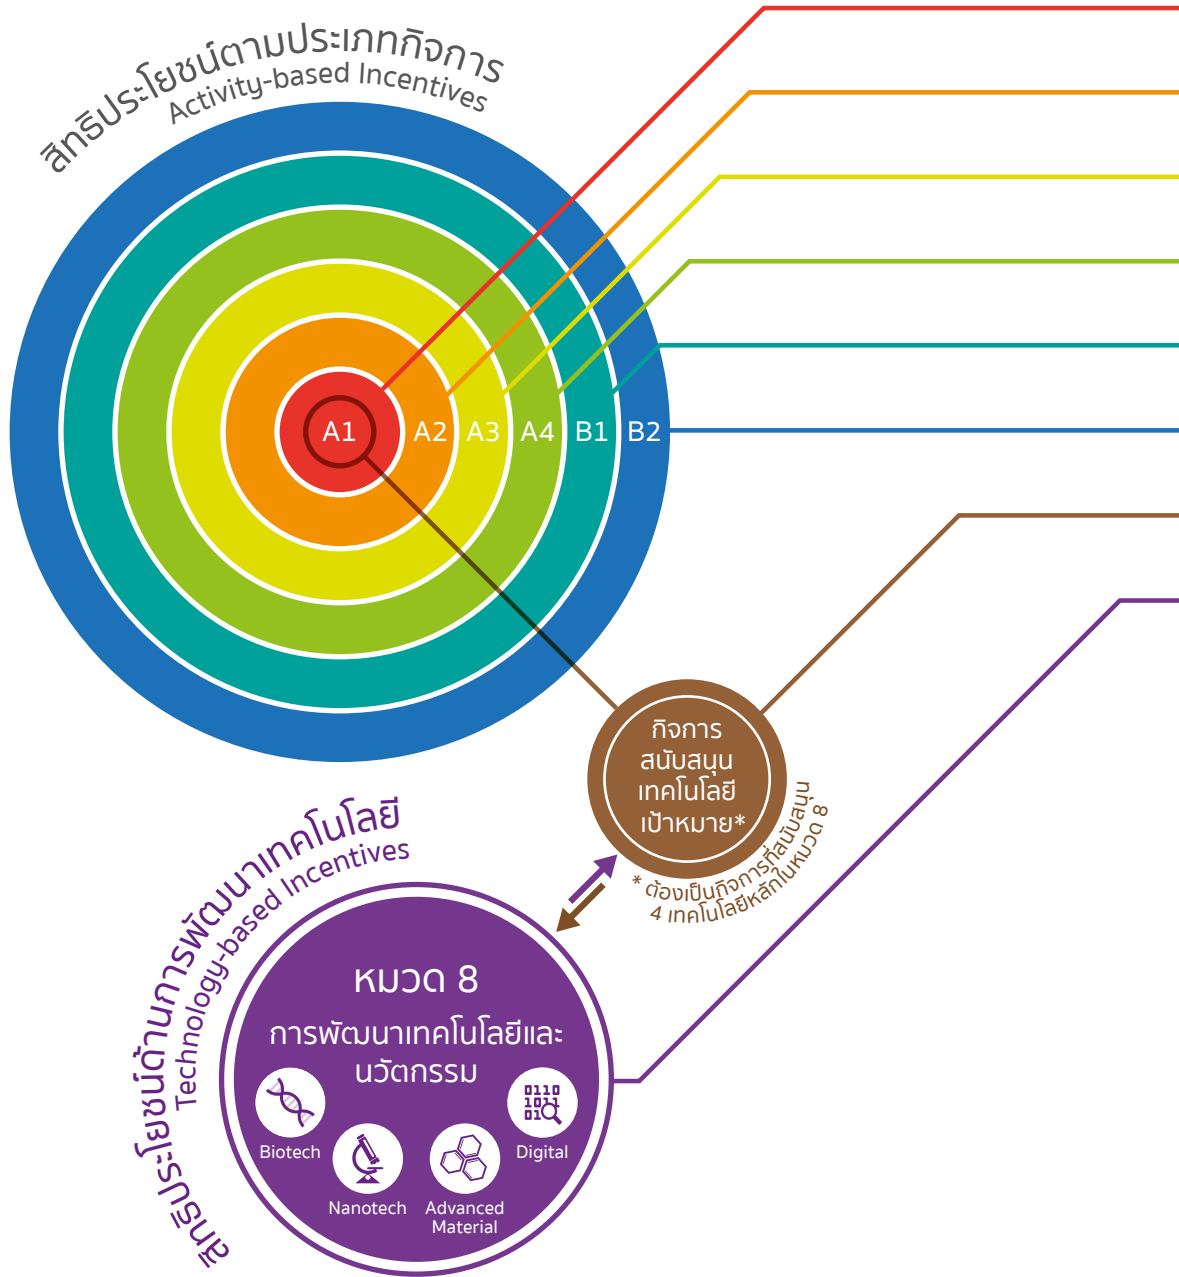 สิทธิประโยชน์ตามประเภทกิจการ
Activity-based Incentives
A1 A2 A3 A4 B1 B2
กิจการ
สนับสนุน
เทคโนโลยี
เป้าหมาย*
* ต้องเป็นกิจการที่สนับสนุน
4 เทคโนโลยีหลักในหมวด 8
สิทธิประโยชน์ด้านการพัฒนาเทคโนโลยี
Technology-based Incentives
หมวด 8
การพัฒนาเทคโนโลยีและ
นวัตกรรม
0110
1011
01
Biotech
Digital
Nanotech
Advanced
Material